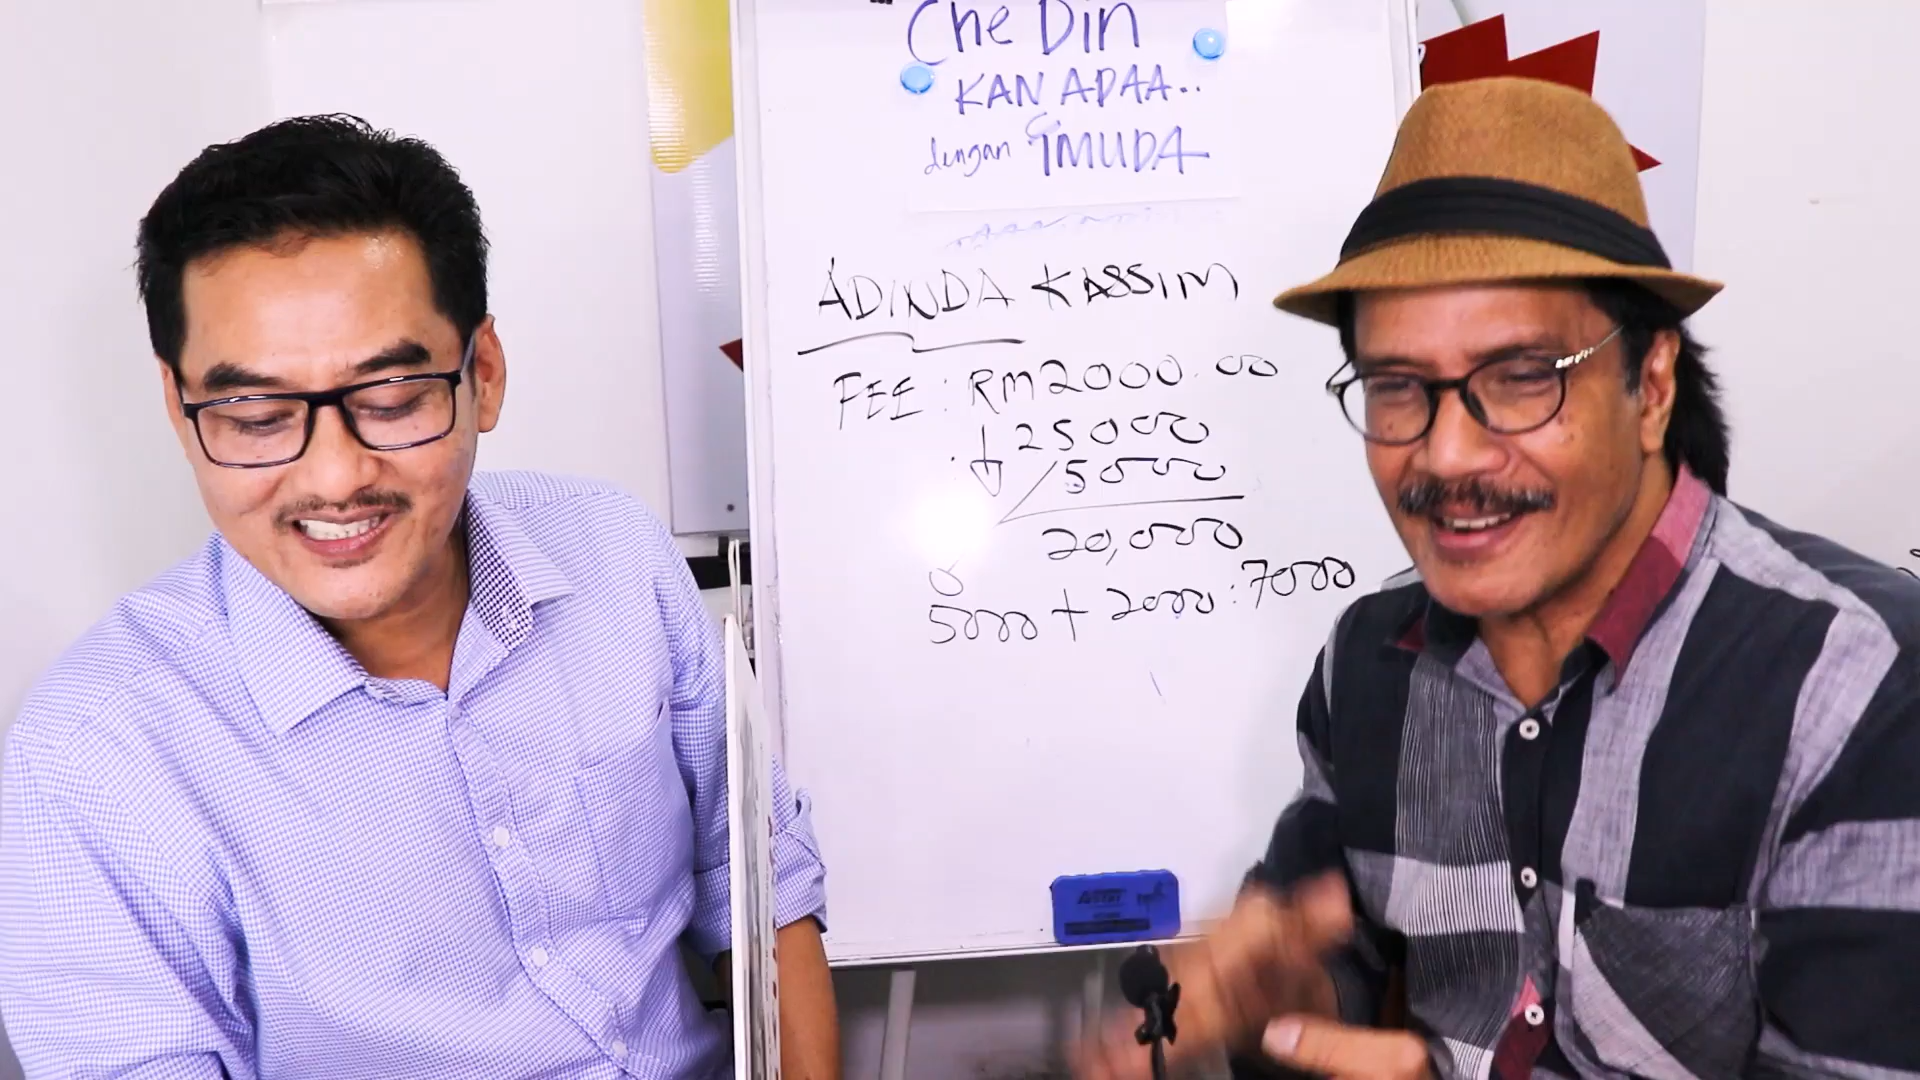 Che Din
KAN ADAA..
dengan IMUDA
ADINDA KASSIM
FEE : RM2000.00
25000
5000
20,000
5000 + 2000 : 7000